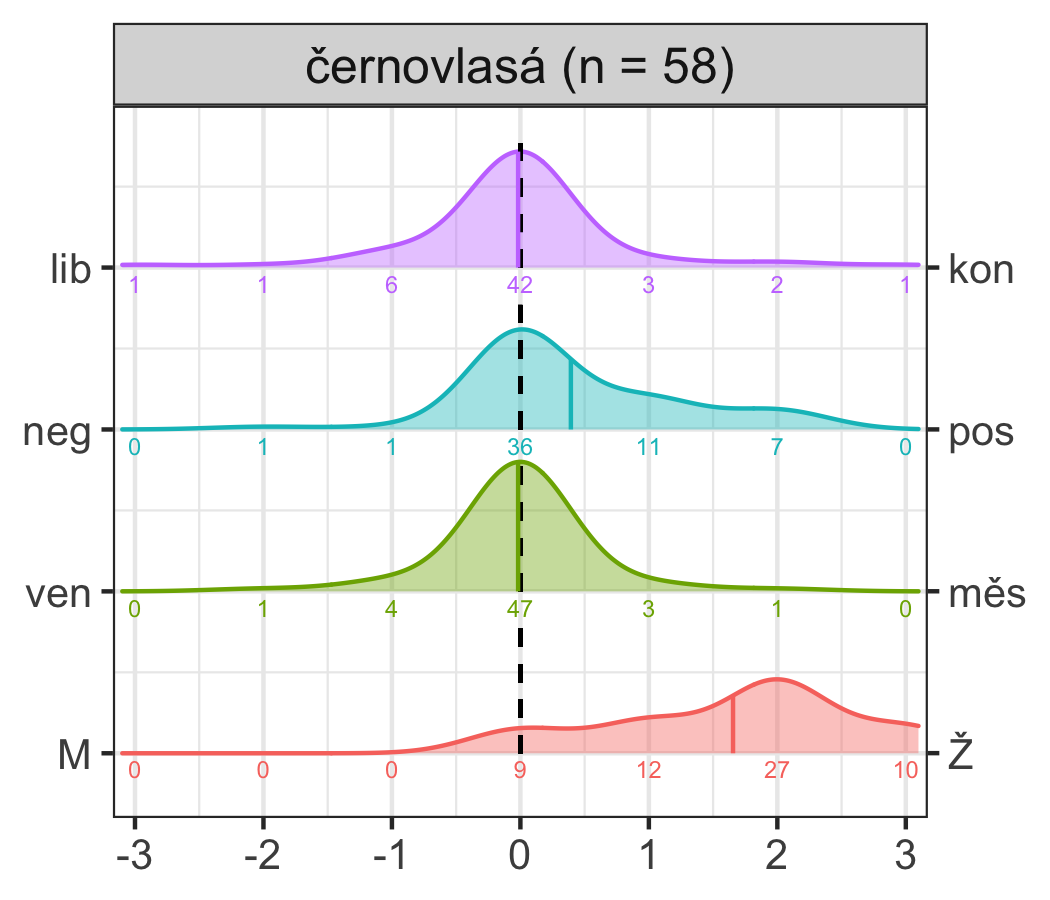 černovlasá (n = 58)
lib kon
1 1 6 42 3 2 1
neg pos
0 1 1 36 11 7 0
ven měs
0 1 4 47 3 1 0
M Ž
0 0 0 9 12 27 10
-3 -2 -1 0 1 2 3